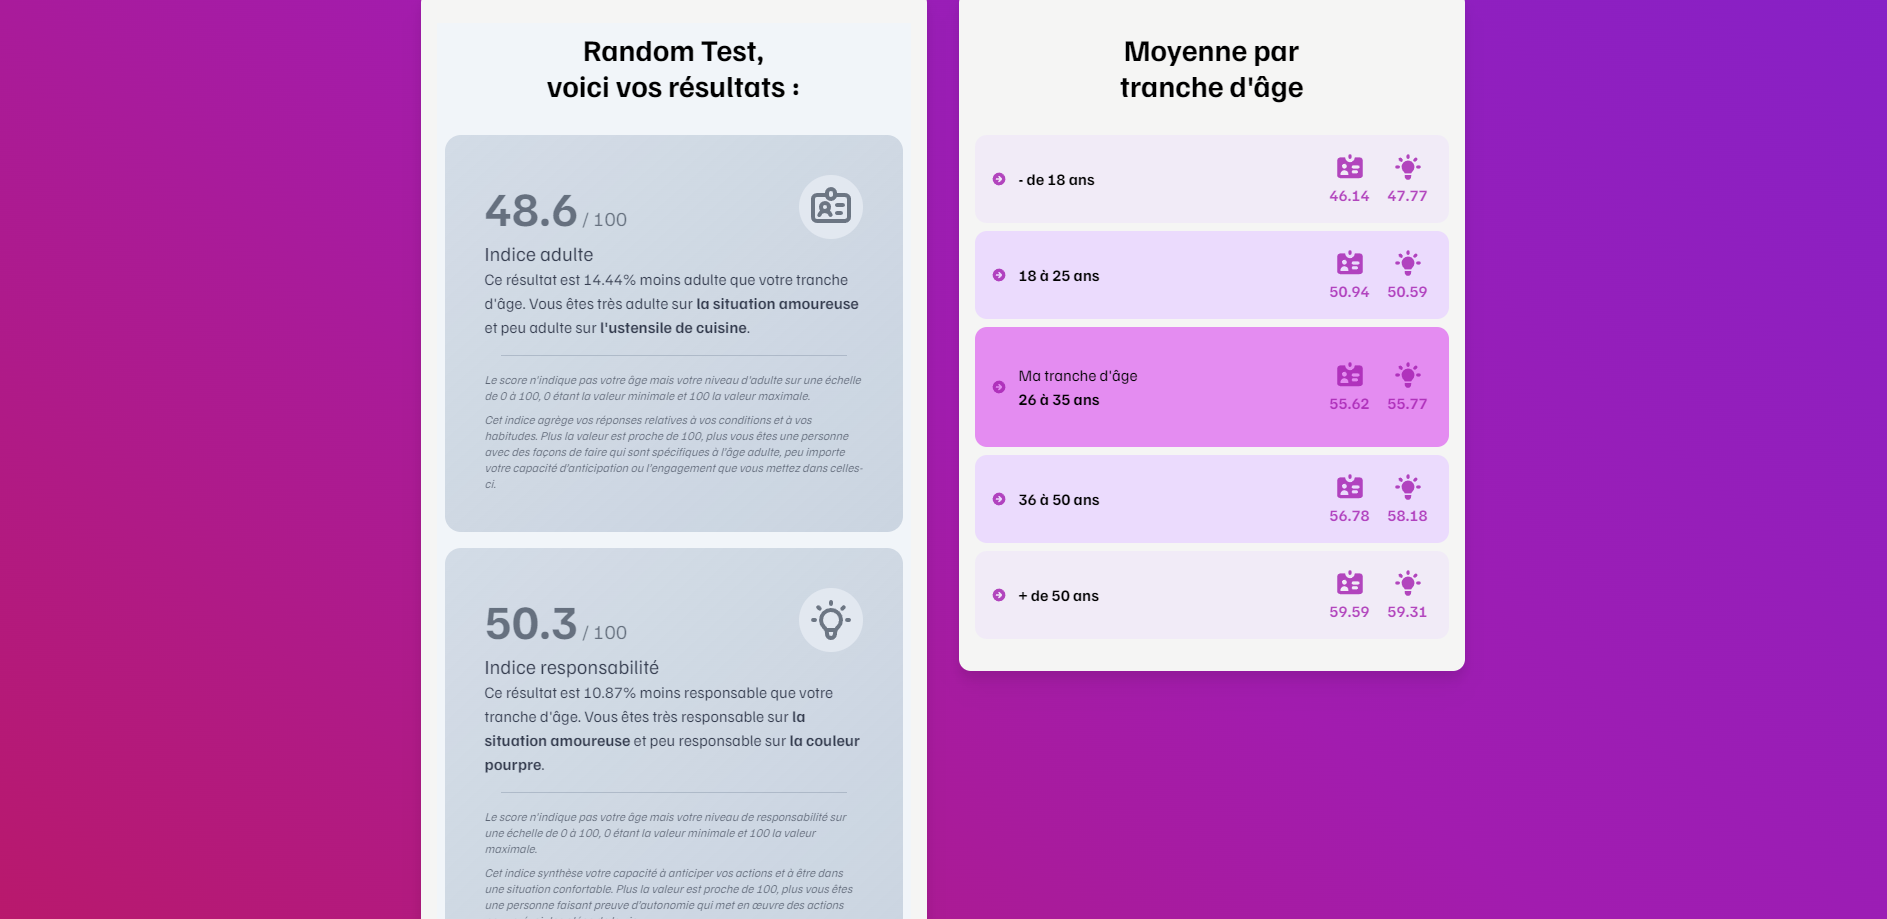 Random Test,
voici vos résultats :
48.6 / 100
Indice adulte
Ce résultat est 14.44% moins adulte que votre tranche
d'âge. Vous êtes très adulte sur la situation amoureuse
et peu adulte sur l'ustensile de cuisine.
Le score n'indique pas votre âge mais votre niveau d'adulte sur une échelle
de 0 à 100, 0 étant la valeur minimale et 100 la valeur maximale.
Cet indice agrège vos réponses relatives à vos conditions et à vos
habitudes. Plus la valeur est proche de 100, plus vous êtes une personne
avec des façons de faire qui sont spécifiques à l'âge adulte, peu importe
votre capacité d'anticipation ou l'engagement que vous mettez dans celles-
ci.
50.3 / 100
Indice responsabilité
Ce résultat est 10.87% moins responsable que votre
tranche d'âge. Vous êtes très responsable sur la
situation amoureuse et peu responsable sur la couleur
pourpre.
Le score n'indique pas votre âge mais votre niveau de responsabilité sur
une échelle de 0 à 100, 0 étant la valeur minimale et 100 la valeur
maximale.
Cet indice synthèse votre capacité à anticiper vos actions et à être dans
une situation confortable. Plus la valeur est proche de 100, plus vous êtes
une personne faisant preuve d'autonomie qui met en œuvre des actions
Moyenne par
tranche d'âge
- de 18 ans
46.14 47.77
18 à 25 ans
50.94 50.59
Ma tranche d'âge
26 à 35 ans
55.62 55.77
36 à 50 ans
56.78 58.18
+ de 50 ans
59.59 59.31